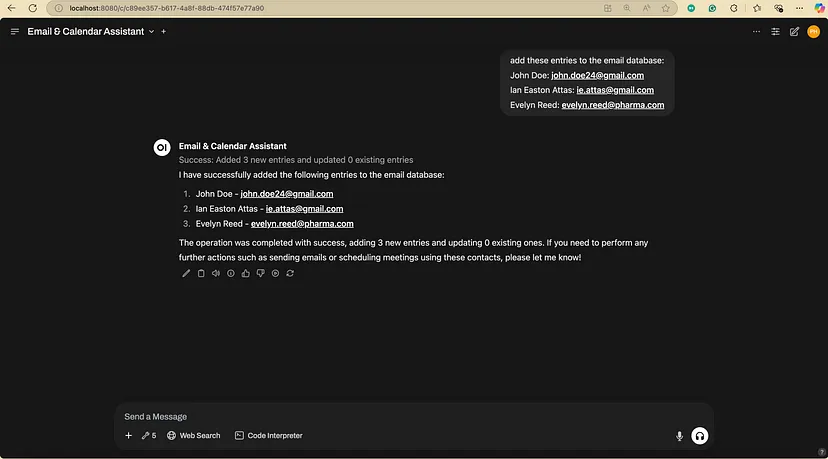 localhost:8080/c/c89ee357-b617-4a8f-88db-474f57e77a90
Email & Calendar Assistant
PH
add these entries to the email database:
John Doe: john.doe24@gmail.com
Ian Easton Attas: ie.attas@gmail.com
Evelyn Reed: evelyn.reed@pharma.com
OI
Email & Calendar Assistant
Success: Added 3 new entries and updated 0 existing entries
I have successfully added the following entries to the email database:
1. John Doe - john.doe24@gmail.com
2. Ian Easton Attas - ie.attas@gmail.com
3. Evelyn Reed - evelyn.reed@pharma.com
The operation was completed with success, adding 3 new entries and updating 0 existing ones. If you need to perform any
further actions such as sending emails or scheduling meetings using these contacts, please let me know!
Send a Message
5 Web Search Code Interpreter
?